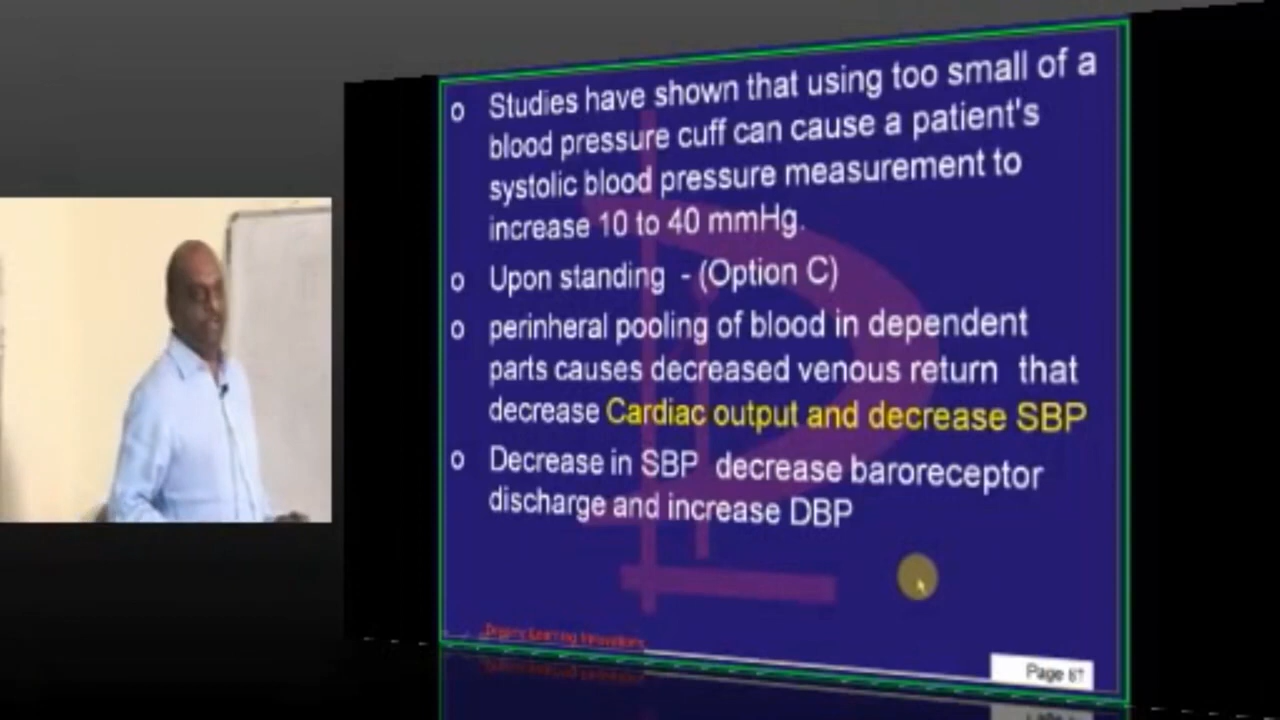 o Studies have shown that using too small of a
blood pressure cuff can cause a patient's
systolic blood pressure measurement to
increase 10 to 40 mmHg.
o Upon standing - (Option C)
o perinheral pooling of blood in dependent
parts causes decreased venous return that
decrease Cardiac output and decrease SBP
o Decrease in SBP decrease baroreceptor
discharge and increase DBP
Learning Innovations
Page 67